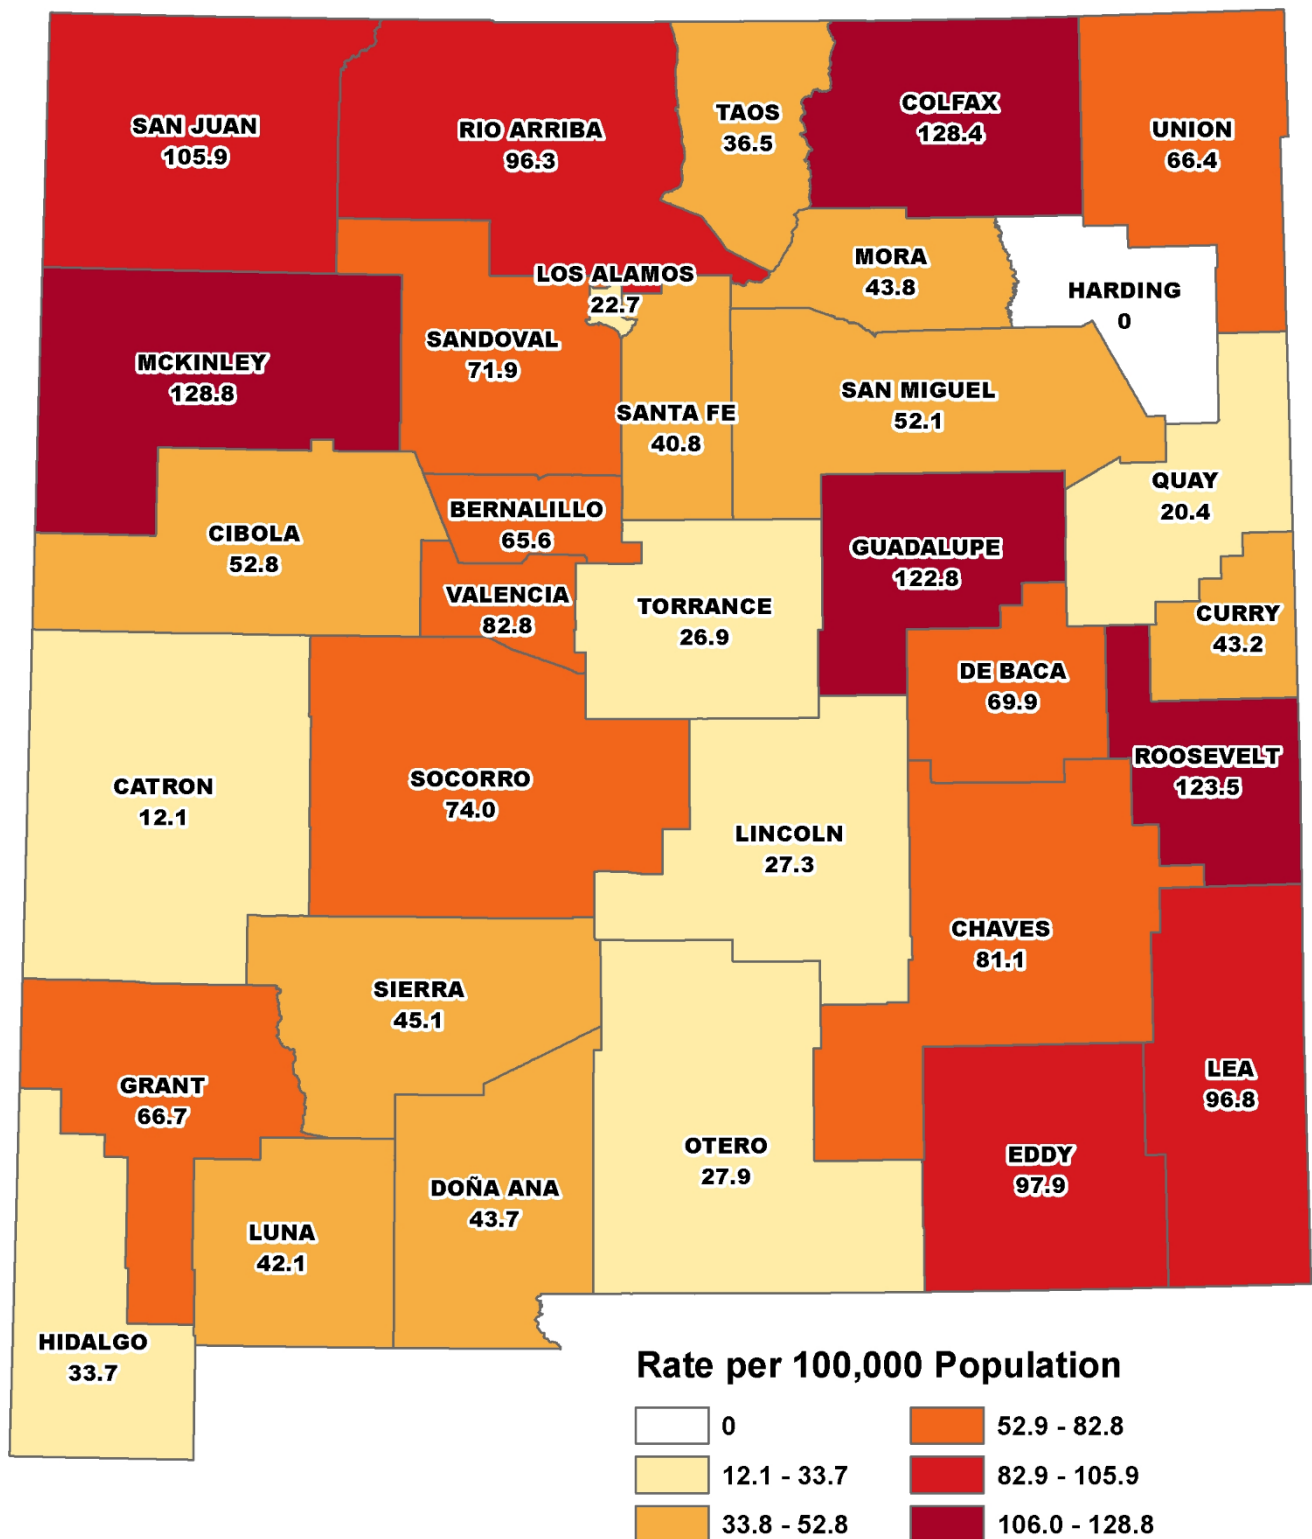 SAN JUAN
105.9
RIO ARRIBA
96.3
TAOS
36.5
COLFAX
128.4
UNION
66.4
MORA
43.8
LOS ALAMOS
22.7
HARDING
0
SANDOVAL
71.9
MCKINLEY
128.8
SAN MIGUEL
52.1
SANTA FE
40.8
QUAY
20.4
BERNALILLO
65.6
CIBOLA
52.8
GUADALUPE
122.8
VALENCIA
82.8
TORRANCE
26.9
CURRY
43.2
DE BACA
69.9
ROOSEVELT
123.5
CATRON
12.1
SOCORRO
74.0
LINCOLN
27.3
CHAVES
81.1
SIERRA
45.1
LEA
96.8
GRANT
66.7
OTERO
27.9
EDDY
97.9
DOÑA ANA
43.7
LUNA
42.1
HIDALGO
33.7
Rate per 100,000 Population
0
12.1 - 33.7
33.8 - 52.8
52.9 - 82.8
82.9 - 105.9
106.0 - 128.8